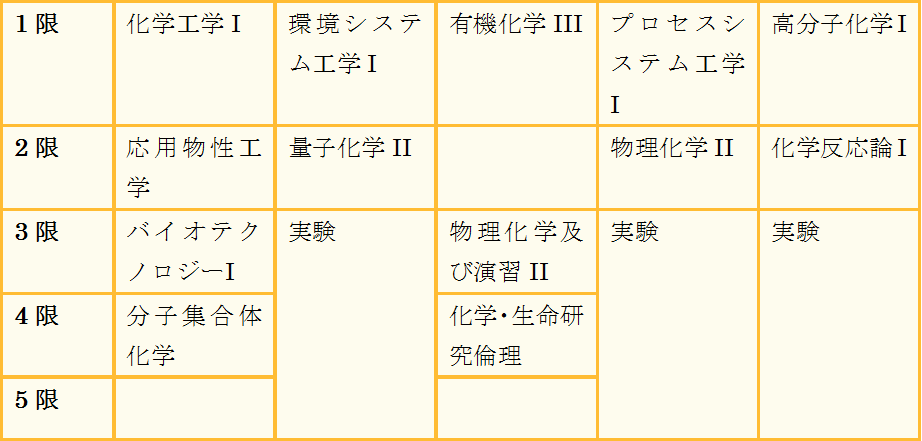 1 限
化学工学 I
環境システ
ム工学 I
有機化学 III
プロセスシ
ステム工学
I
高分子化学 I
2 限
応用物性工
学
量子化学 II
物理化学 II
化学反応論 I
3 限
バイオテク
ノロジーI
実験
物理化学及
び演習 II
実験
実験
4 限
分子集合体
化学
化学・生命研
究倫理
5 限